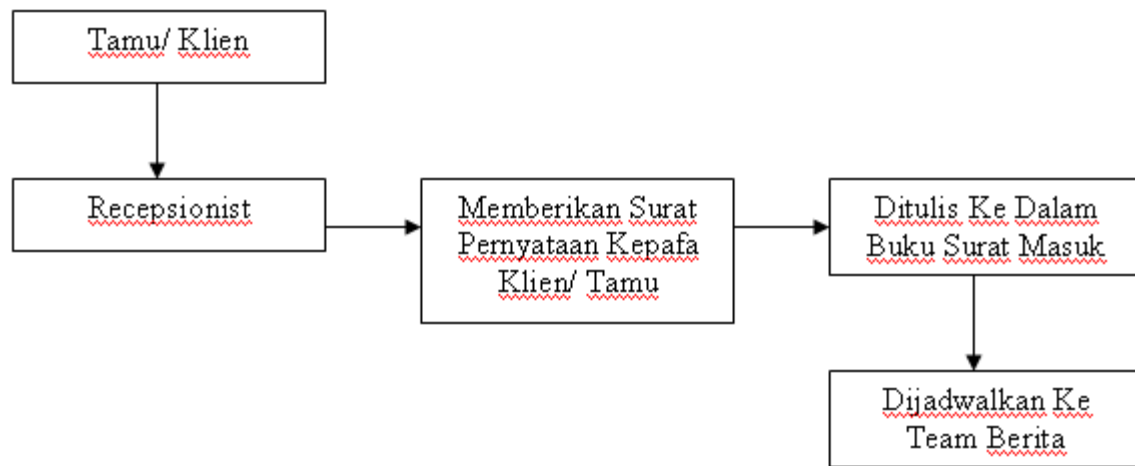 Tamu/ Klien
Recepsionist
Memberikan Surat
Pernyataan Kepafa
Klien/ Tamu
Ditulis Ke Dalam
Buku Surat Masuk
Dijadwalkan Ke
Team Berita